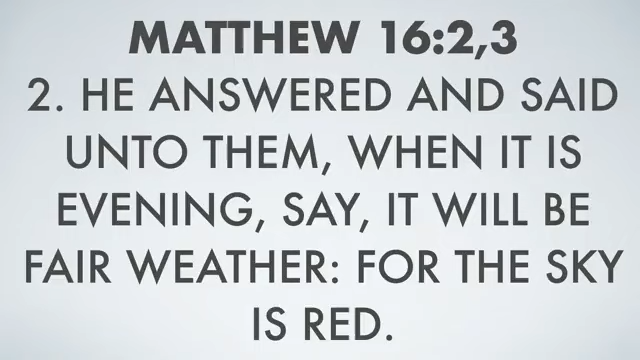 MATTHEW 16:2,3
2. HE ANSWERED AND SAID
UNTO THEM, WHEN IT IS
EVENING, SAY, IT WILL BE
FAIR WEATHER: FOR THE SKY
IS RED.